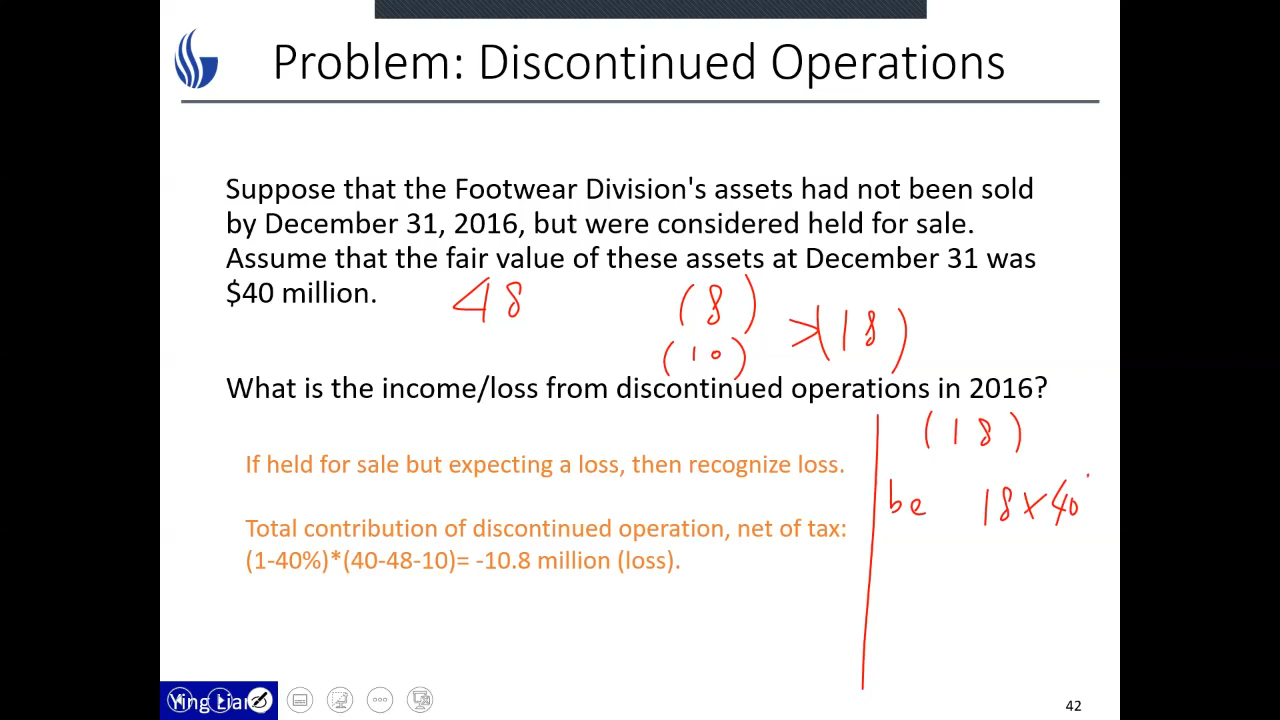 Problem: Discontinued Operations
Suppose that the Footwear Division's assets had not been sold
by December 31, 2016, but were considered held for sale.
Assume that the fair value of these assets at December 31 was
$40 million.
48
(8)
(10)
>(18)
What is the income/loss from discontinued operations in 2016?
(18)
If held for sale but expecting a loss, then recognize loss.
be 18×40
Total contribution of discontinued operation, net of tax:
(1-40%)*(40-48-10)= -10.8 million (loss).
Ying Lian
42